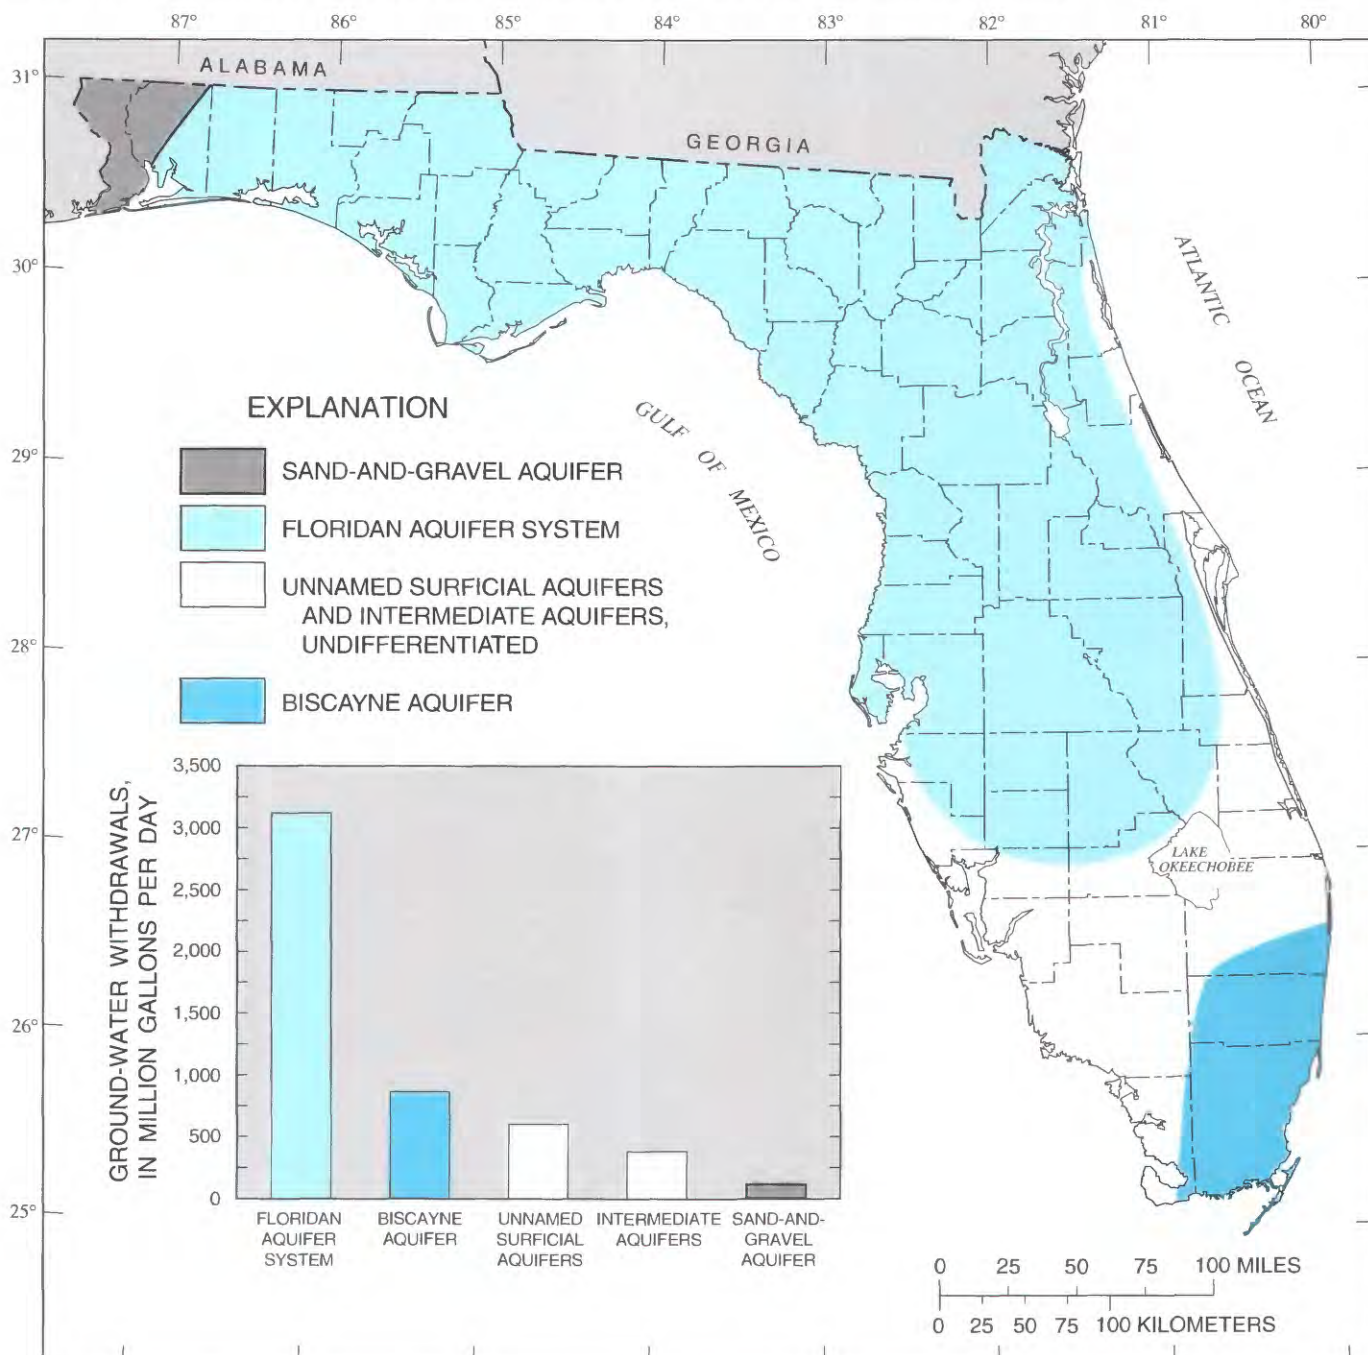 87° 86° 85° 83° 82° 81° 80°
31°
ALABAMA
GEORGIA
30°
ATLANTIC
OCEAN
EXPLANATION
GULF OF MEXICO
29°
SAND-AND-GRAVEL AQUIFER
FLORIDAN AQUIFER SYSTEM
UNNAMED SURFICIAL AQUIFERS
AND INTERMEDIATE AQUIFERS,
UNDIFFERENTIATED
28°
BISCAYNE AQUIFER
GROUND-WATER WITHDRAWALS,
IN MILLION GALLONS PER DAY
3,500
3,000
2,500
2,000
1,500
1,000
500
0
27°
LAKE
OKEECHOBEE
26°
25°
FLORIDAN
AQUIFER
SYSTEM
BISCAYNE
AQUIFER
UNNAMED
SURFICIAL
AQUIFERS
INTERMEDIATE
AQUIFERS
SAND-AND-
GRAVEL
AQUIFER
0 25 50 75 100 MILES
0 25 50 75 100 KILOMETERS